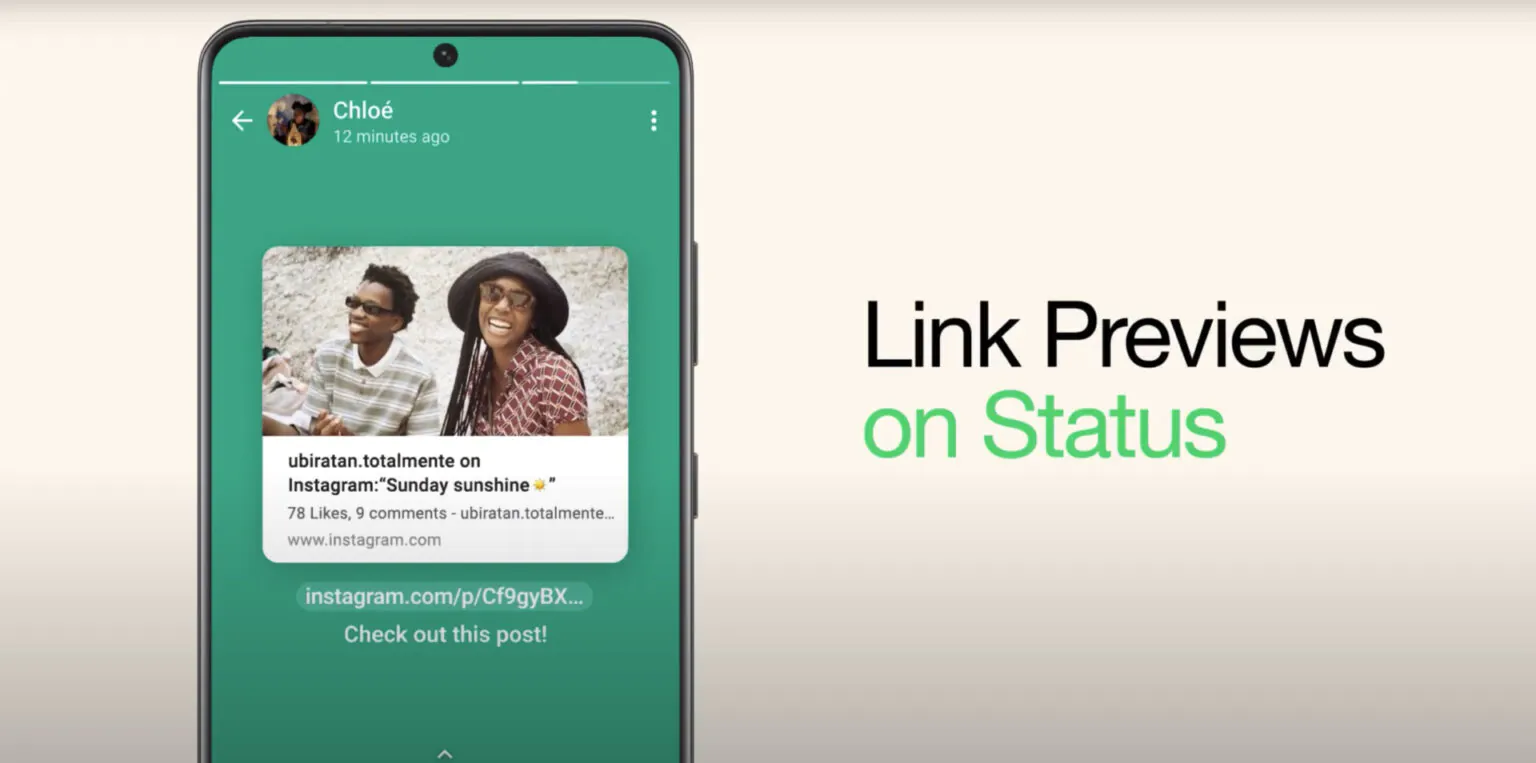 Chloé
12 minutes ago
ubiratan.totalmente on
Instagram:“Sunday sunshine☀️”
78 Likes, 9 comments - ubiratan.totalmente...
www.instagram.com
instagram.com/p/Cf9gyBX...
Check out this post!
Link Previews
on Status